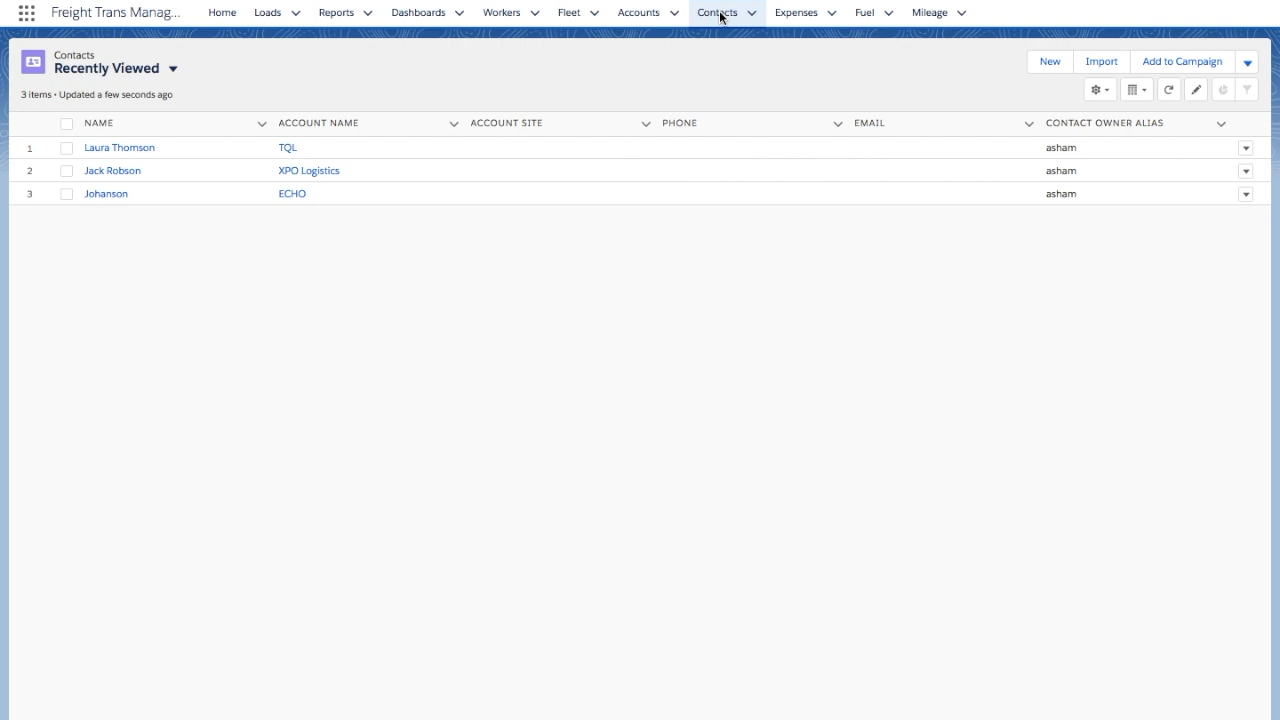 Freight Trans Manag... Home Loads Reports Dashboards Workers Fleet Accounts Contacts Expenses Fuel Mileage
Contacts
Recently Viewed
New Import Add to Campaign
3 items • Updated a few seconds ago
NAME ACCOUNT NAME ACCOUNT SITE PHONE EMAIL CONTACT OWNER ALIAS
1 Laura Thomson TQL asham
2 Jack Robson XPO Logistics asham
3 Johanson ECHO asham